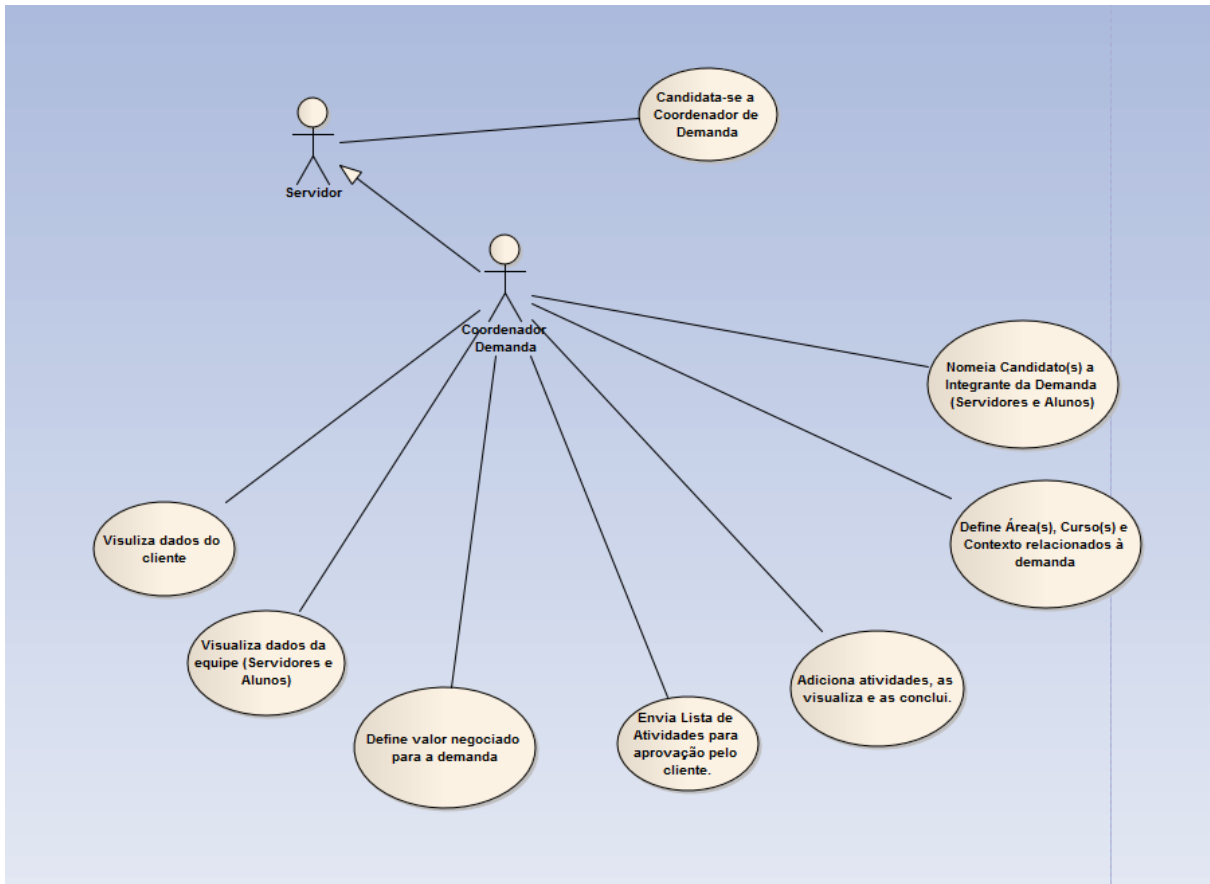 Candidata-se a
Coordenador de
Demanda
Servidor
Coordenador
Demanda
Nomeia Candidato(s) a
Integrante da Demanda
(Servidores e Alunos)
Define Área(s), Curso(s) e
Contexto relacionados à
demanda
Visuliza dados do
cliente
Visualiza dados da
equipe (Servidores e
Alunos)
Adiciona atividades, as
visualiza e as conclui.
Define valor negociado
para a demanda
Envia Lista de
Atividades para
aprovação pelo
cliente.